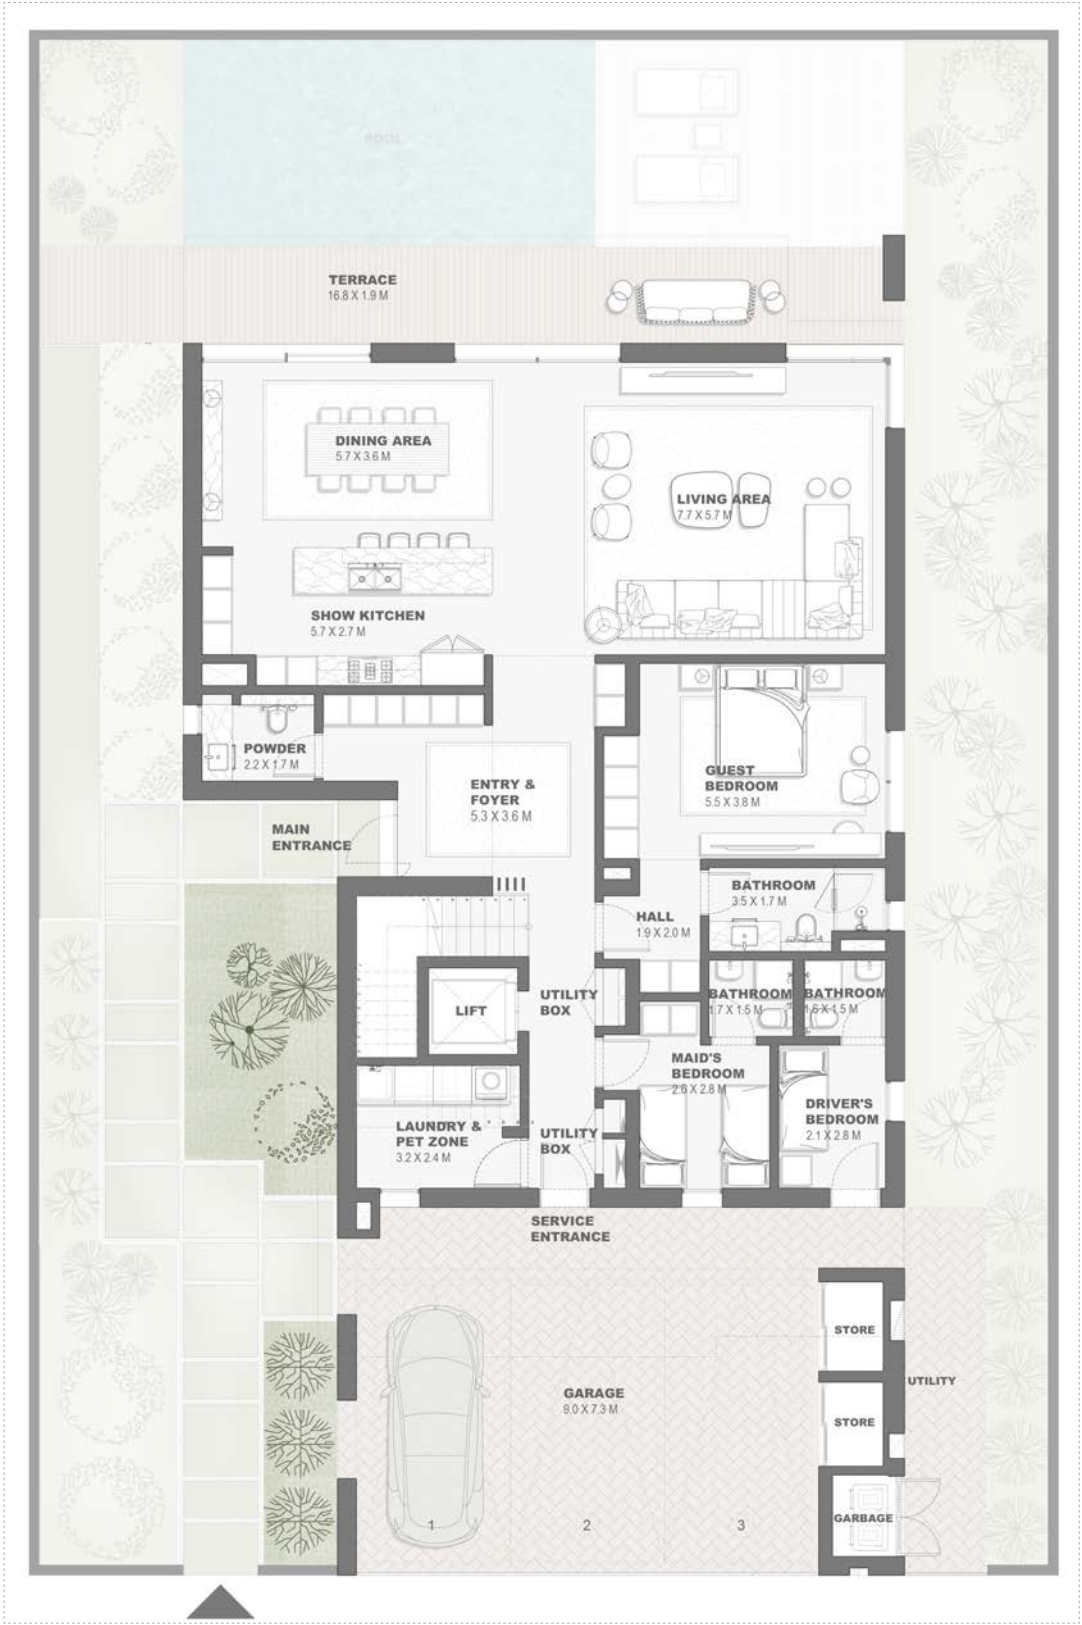 POOL
TERRACE
16.8 X 1.9 M
DINING AREA
5.7 X 3.6 M
LIVING AREA
7.7 X 5.7 M
SHOW KITCHEN
5.7 X 2.7 M
POWDER
2.2 X 1.7 M
ENTRY &
FOYER
5.3 X 3.6 M
GUEST
BEDROOM
5.5 X 3.8 M
MAIN
ENTRANCE
BATHROOM
3.5 X 1.7 M
HALL
1.9 X 2.0 M
LIFT
UTILITY
BOX
BATHROOM
1.7 X 1.5 M
BATHROOM
1.6 X 1.5 M
MAID'S
BEDROOM
2.6 X 2.8 M
DRIVER'S
BEDROOM
2.1 X 2.8 M
LAUNDRY &
PET ZONE
3.2 X 2.4 M
UTILITY
BOX
SERVICE
ENTRANCE
STORE
UTILITY
GARAGE
9.0 X 7.3 M
STORE
GARBAGE
1
2
3